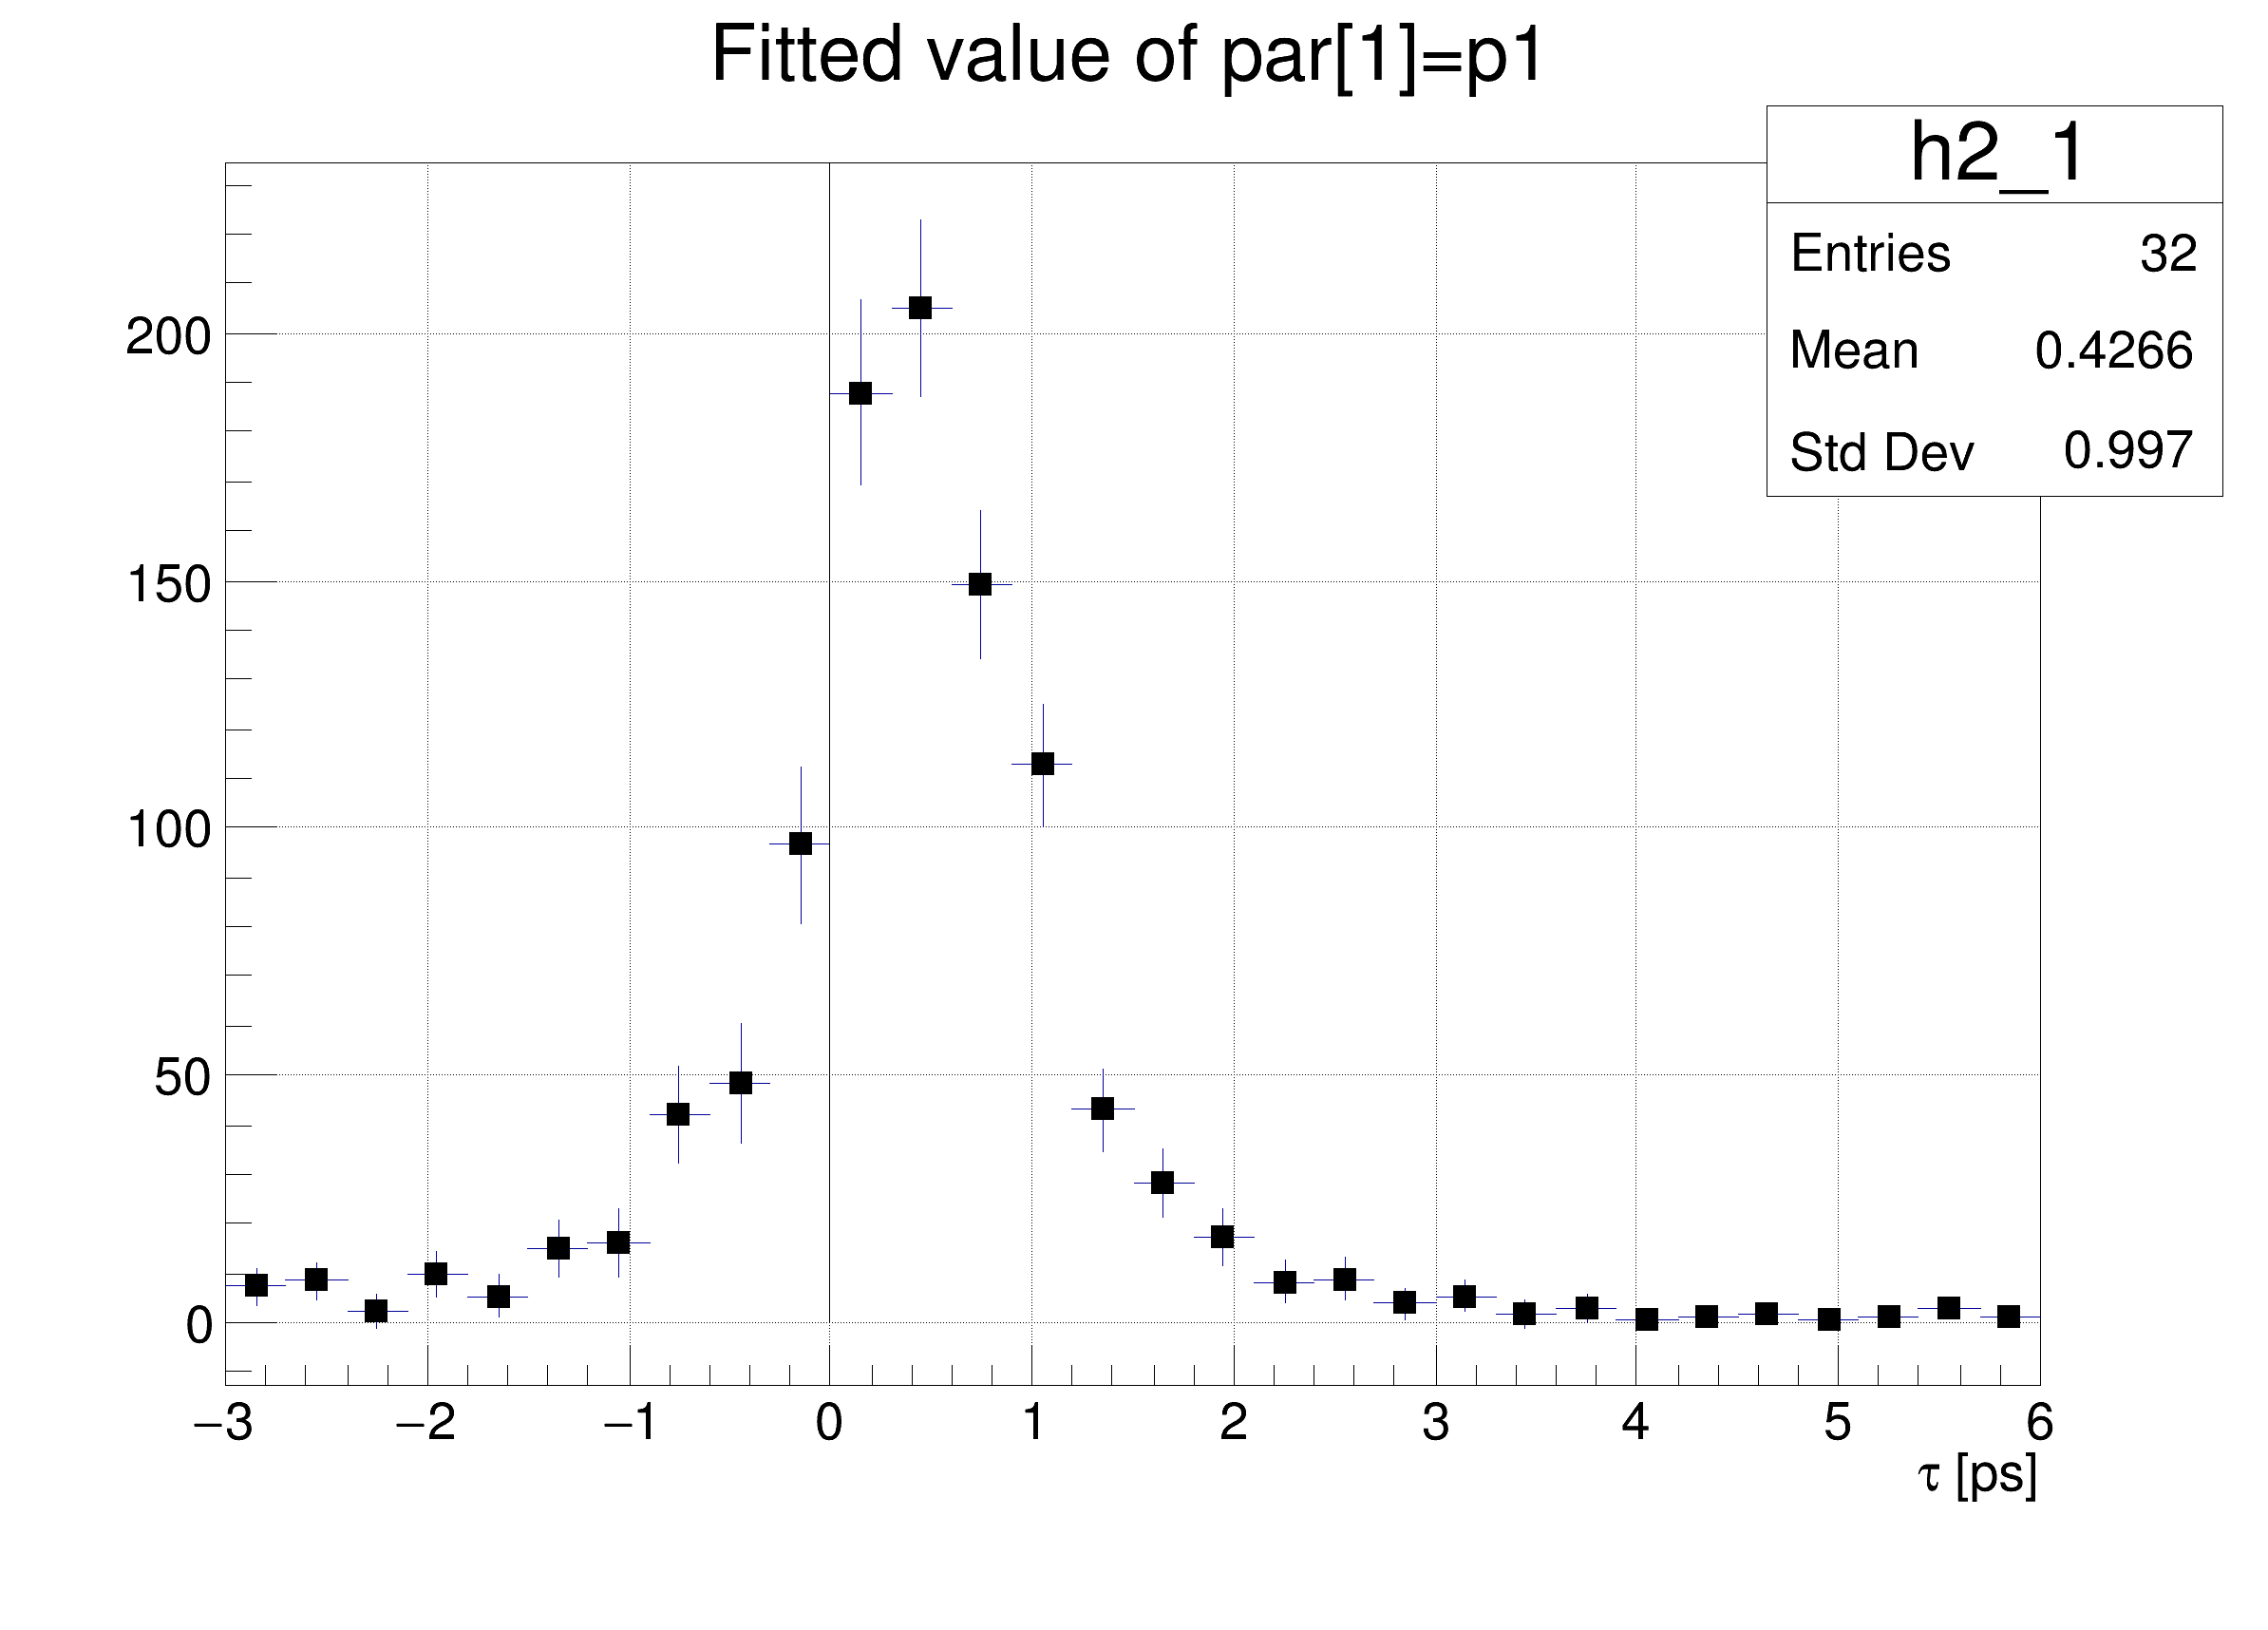 Fitted value of par[1]=p1
h2_1
Entries 32
Mean 0.4266
Std Dev 0.997
200
150
100
50
0
−3 −2 −1 0 1 2 3 4 5 6
τ [ps]